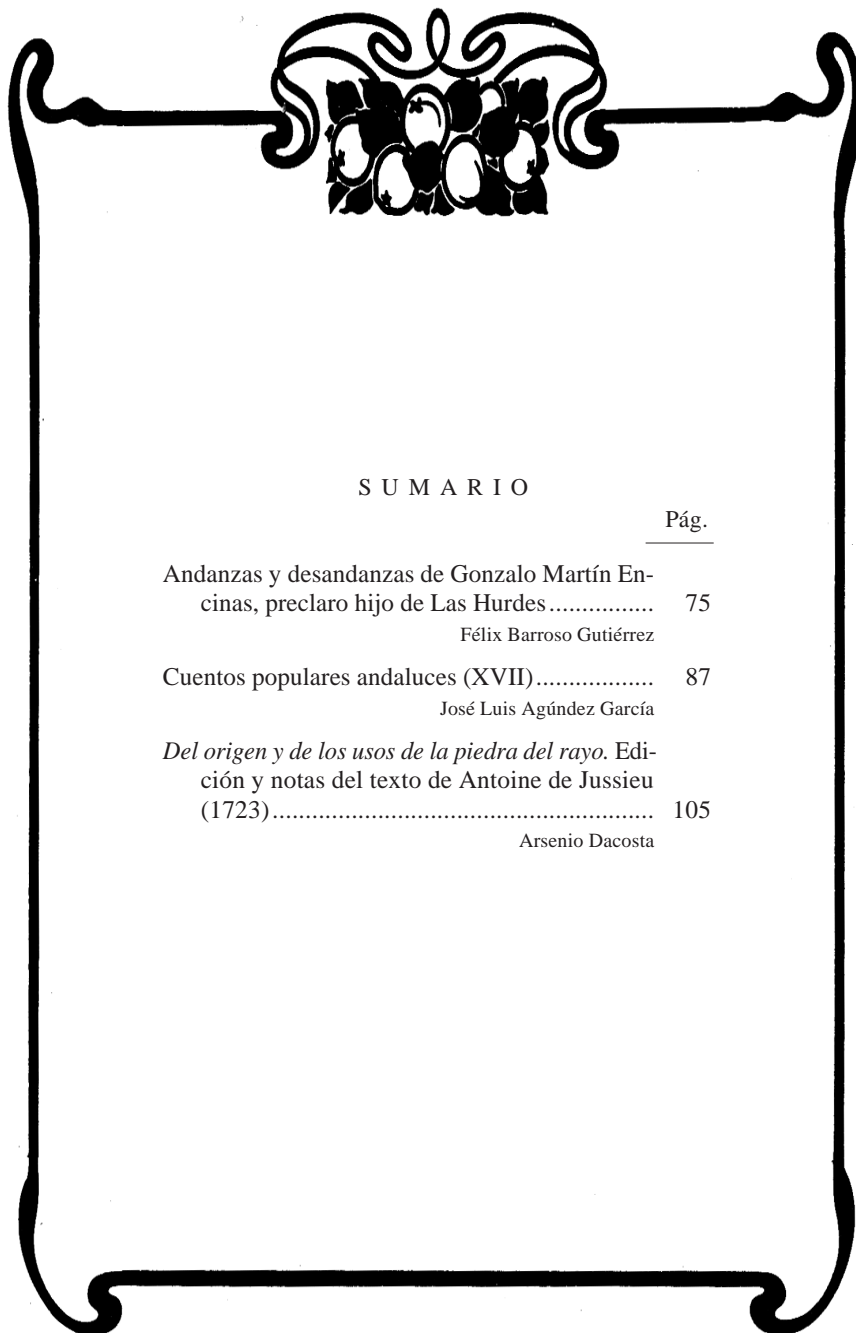 S U M A R I O
Pág.
Andanzas y desandanzas de Gonzalo Martín En-
cinas, preclaro hijo de Las Hurdes................ 75
Félix Barroso Gutiérrez
Cuentos populares andaluces (XVII).................. 87
José Luis Agúndez García
Del origen y de los usos de la piedra del rayo. Edi-
ción y notas del texto de Antoine de Jussieu
(1723)......................................................... 105
Arsenio Dacosta